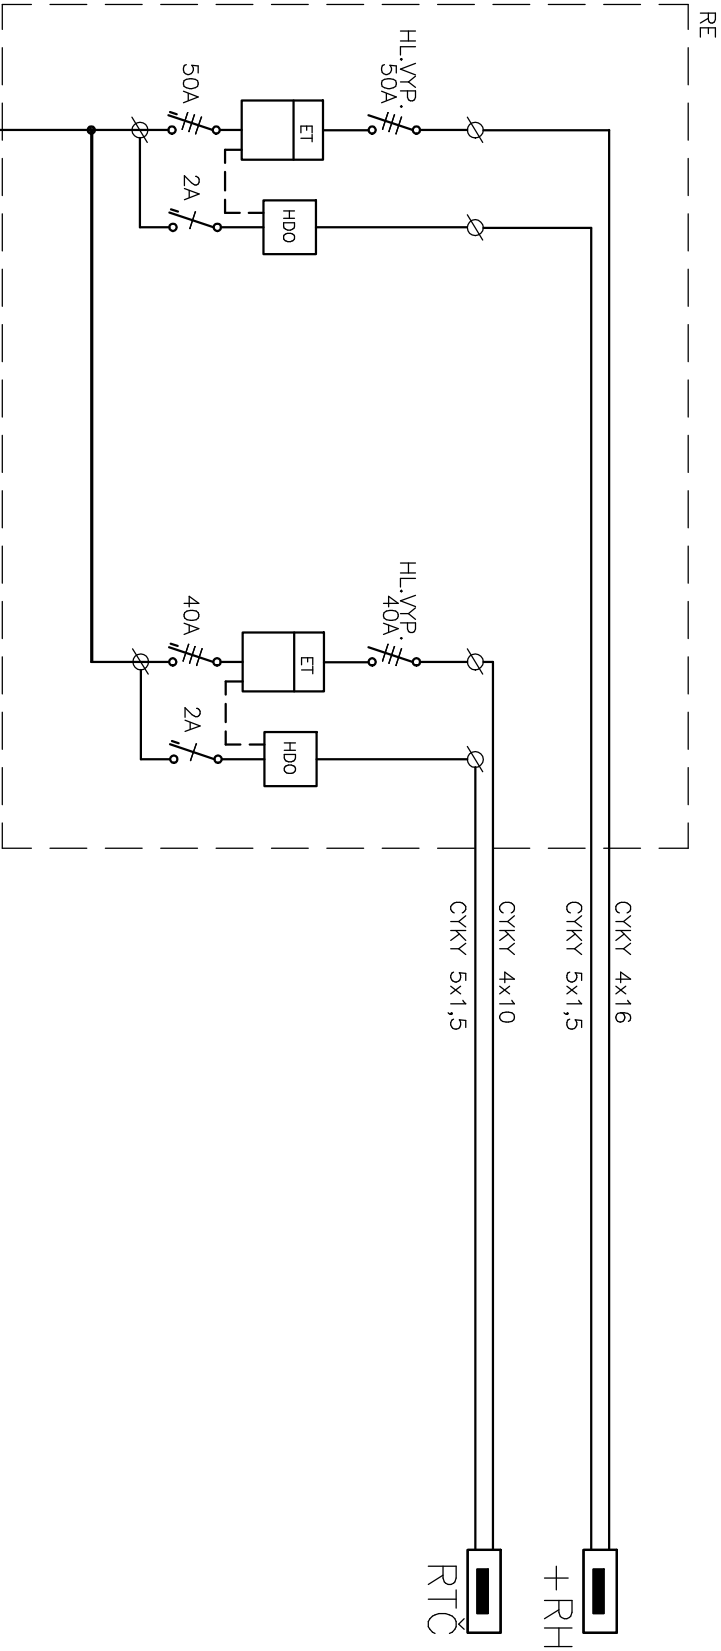 RE
HL.VYP.
50A
50A
ET
2A
HDO
HL.VYP.
40A
40A
ET
2A
HDO
CYKY 4x16
CYKY 5x1,5
CYKY 4x10
CYKY 5x1,5
+RH
RTČ